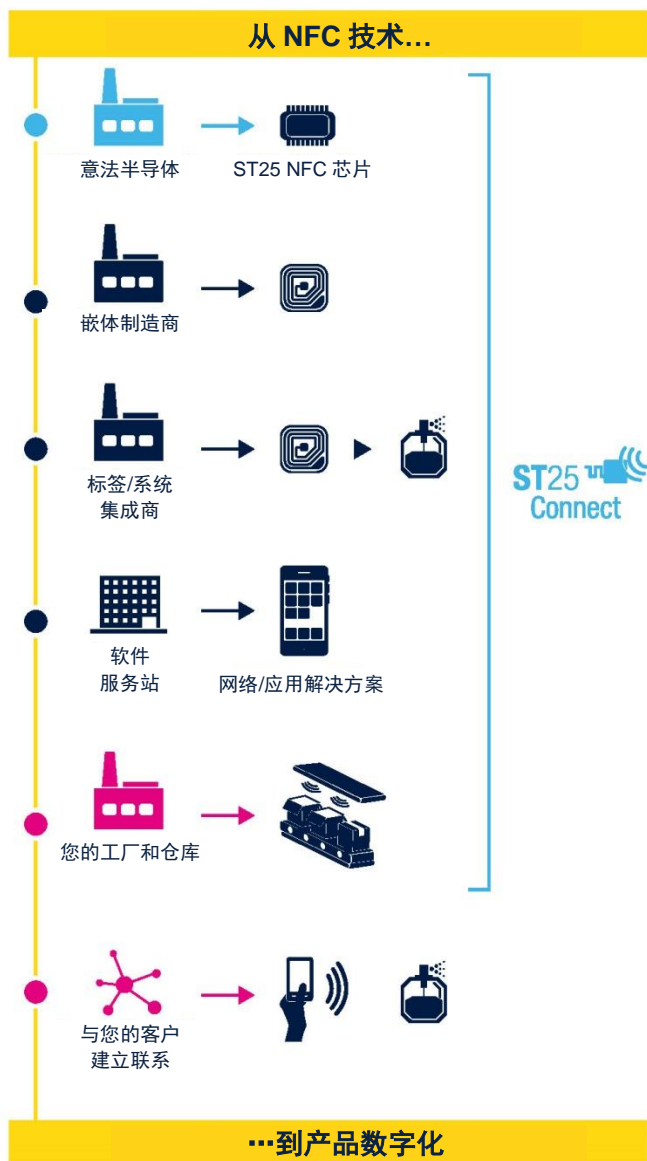 从 NFC 技术...
意法半导体
ST25 NFC 芯片
嵌体制造商
标签/系统
集成商
ST25
Connect
软件
服务站
网络/应用解决方案
您的工厂和仓库
与您的客户
建立联系
···到产品数字化